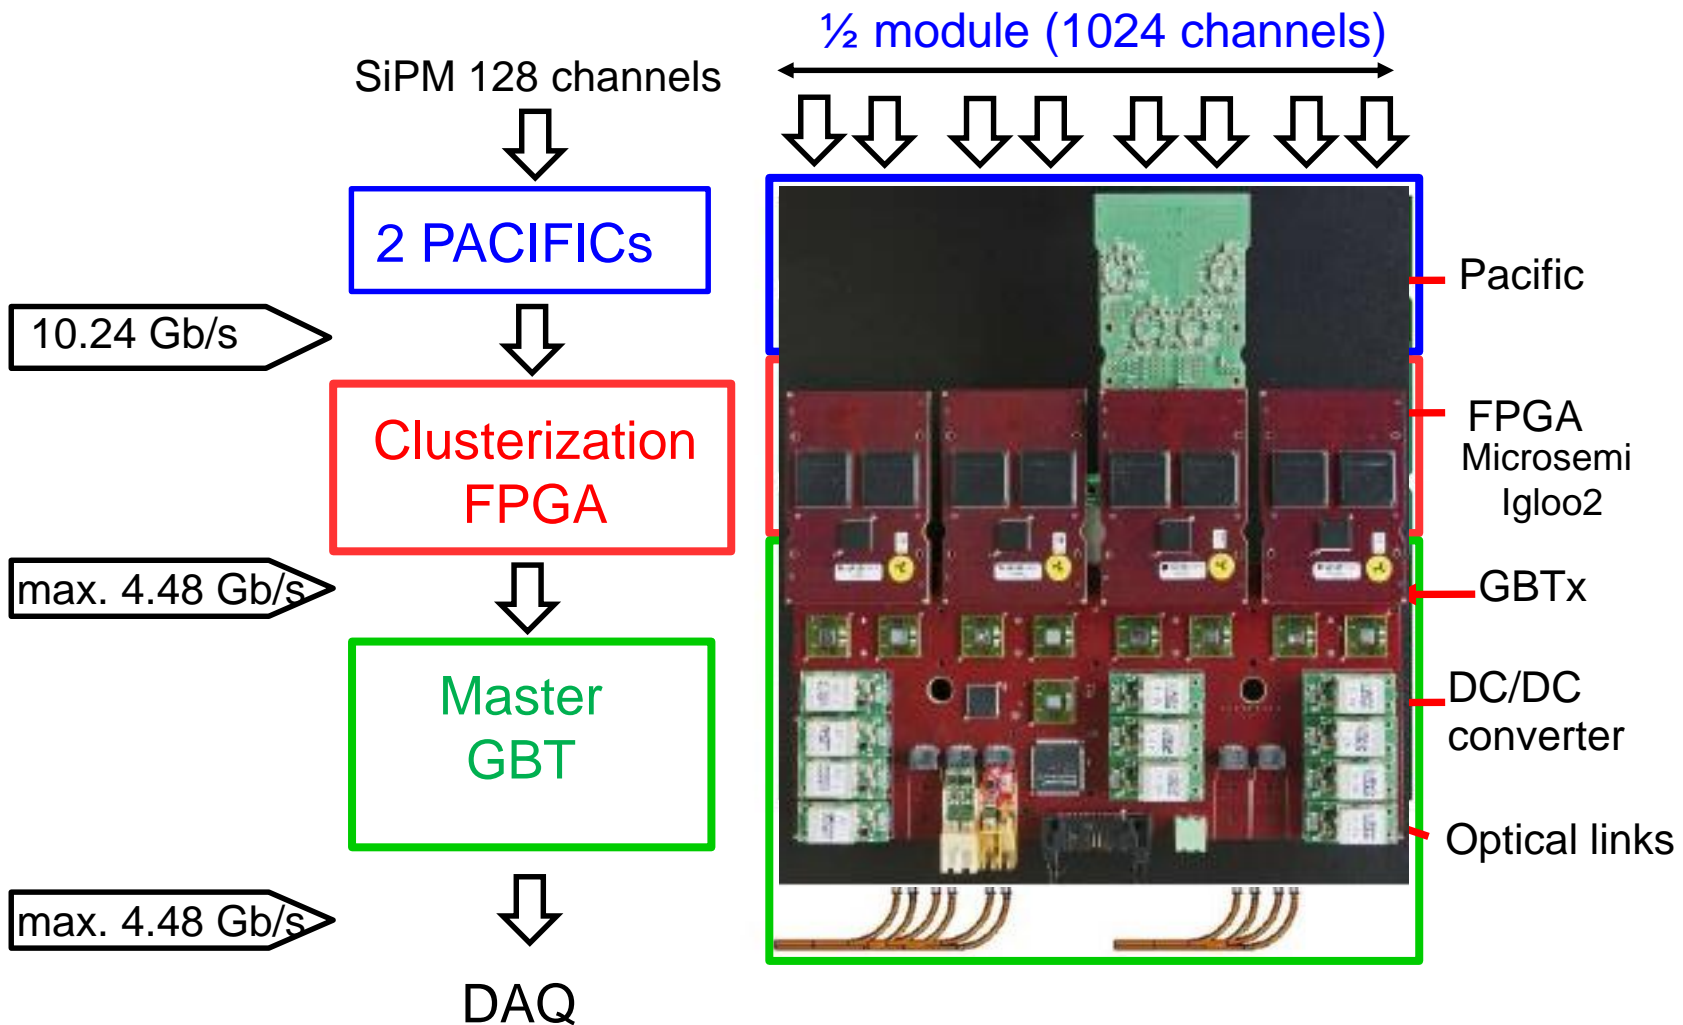 ½ module (1024 channels)
SiPM 128 channels
2 PACIFICs
10.24 Gb/s
Clusterization
FPGA
max. 4.48 Gb/s
Master
GBT
max. 4.48 Gb/s
DAQ
Pacific
FPGA
Microsemi
Igloo2
GBTx
DC/DC
converter
Optical links